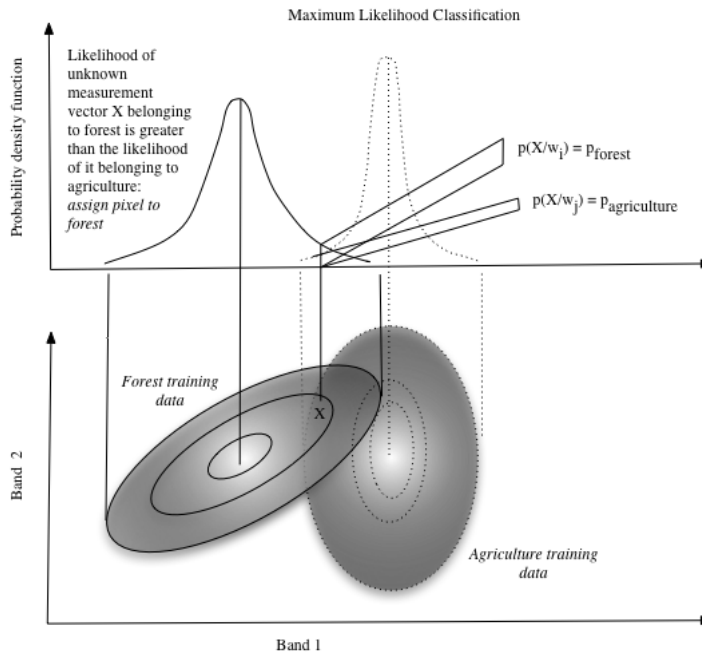 Maximum Likelihood Classification
Probability density function
Likelihood of
unknown
measurement
vector X belonging
to forest is greater
than the likelihood
of it belonging to
agriculture:
assign pixel to
forest
p(X/wi) = pforest
p(X/wj) = pagriculture
Forest training
data
X
Band 2
Agriculture training
data
Band 1